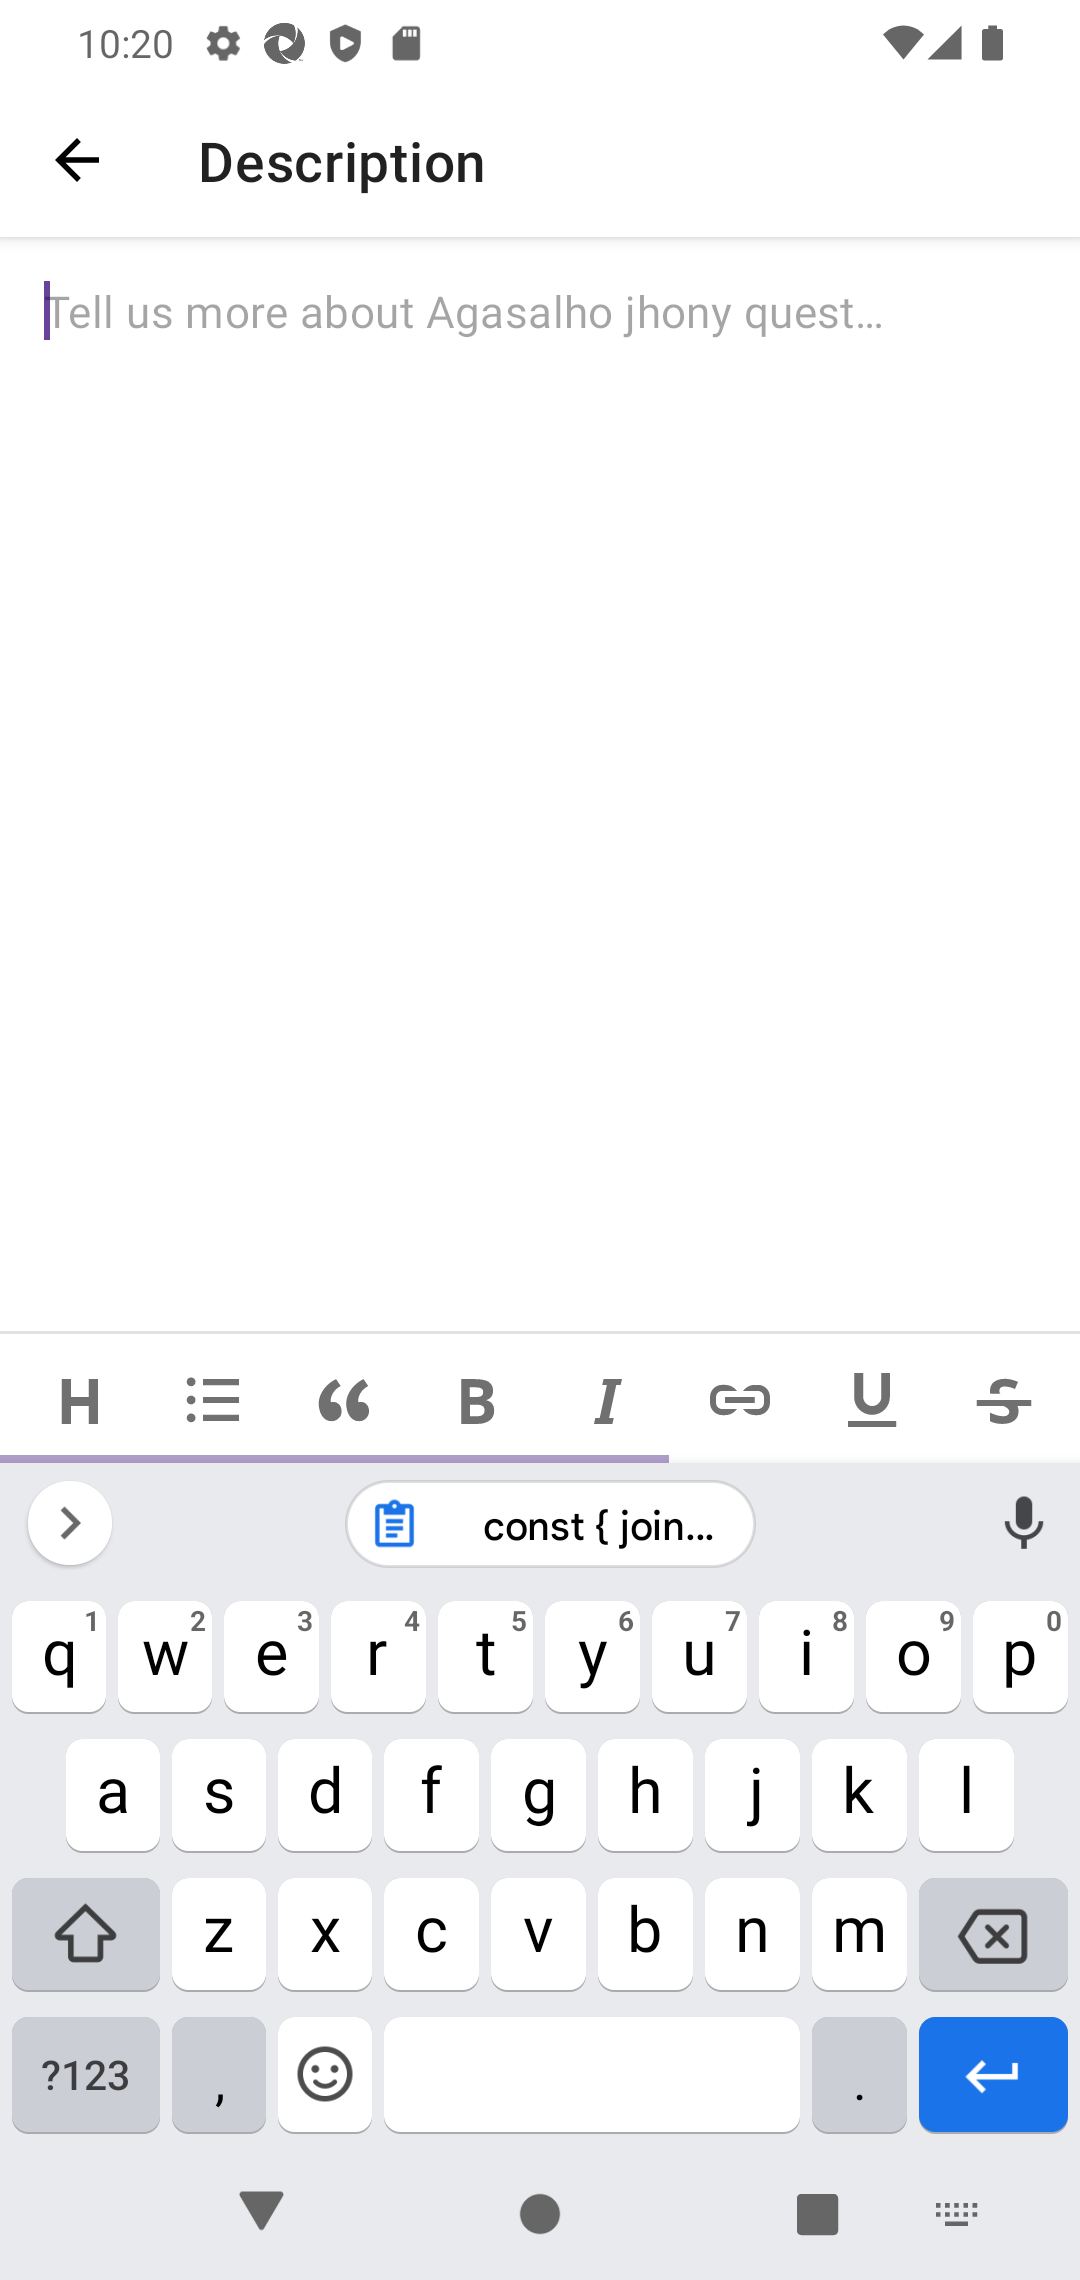 10:20
Description
Tell us more about Agasalho jhony quest…
H B I U S
const { join...
q 1 w 2 e 3 r 4 t 5 y 6 u 7 i 8 o 9 p 0
a s d f g h j k l
z x c v b n m
?123 , .